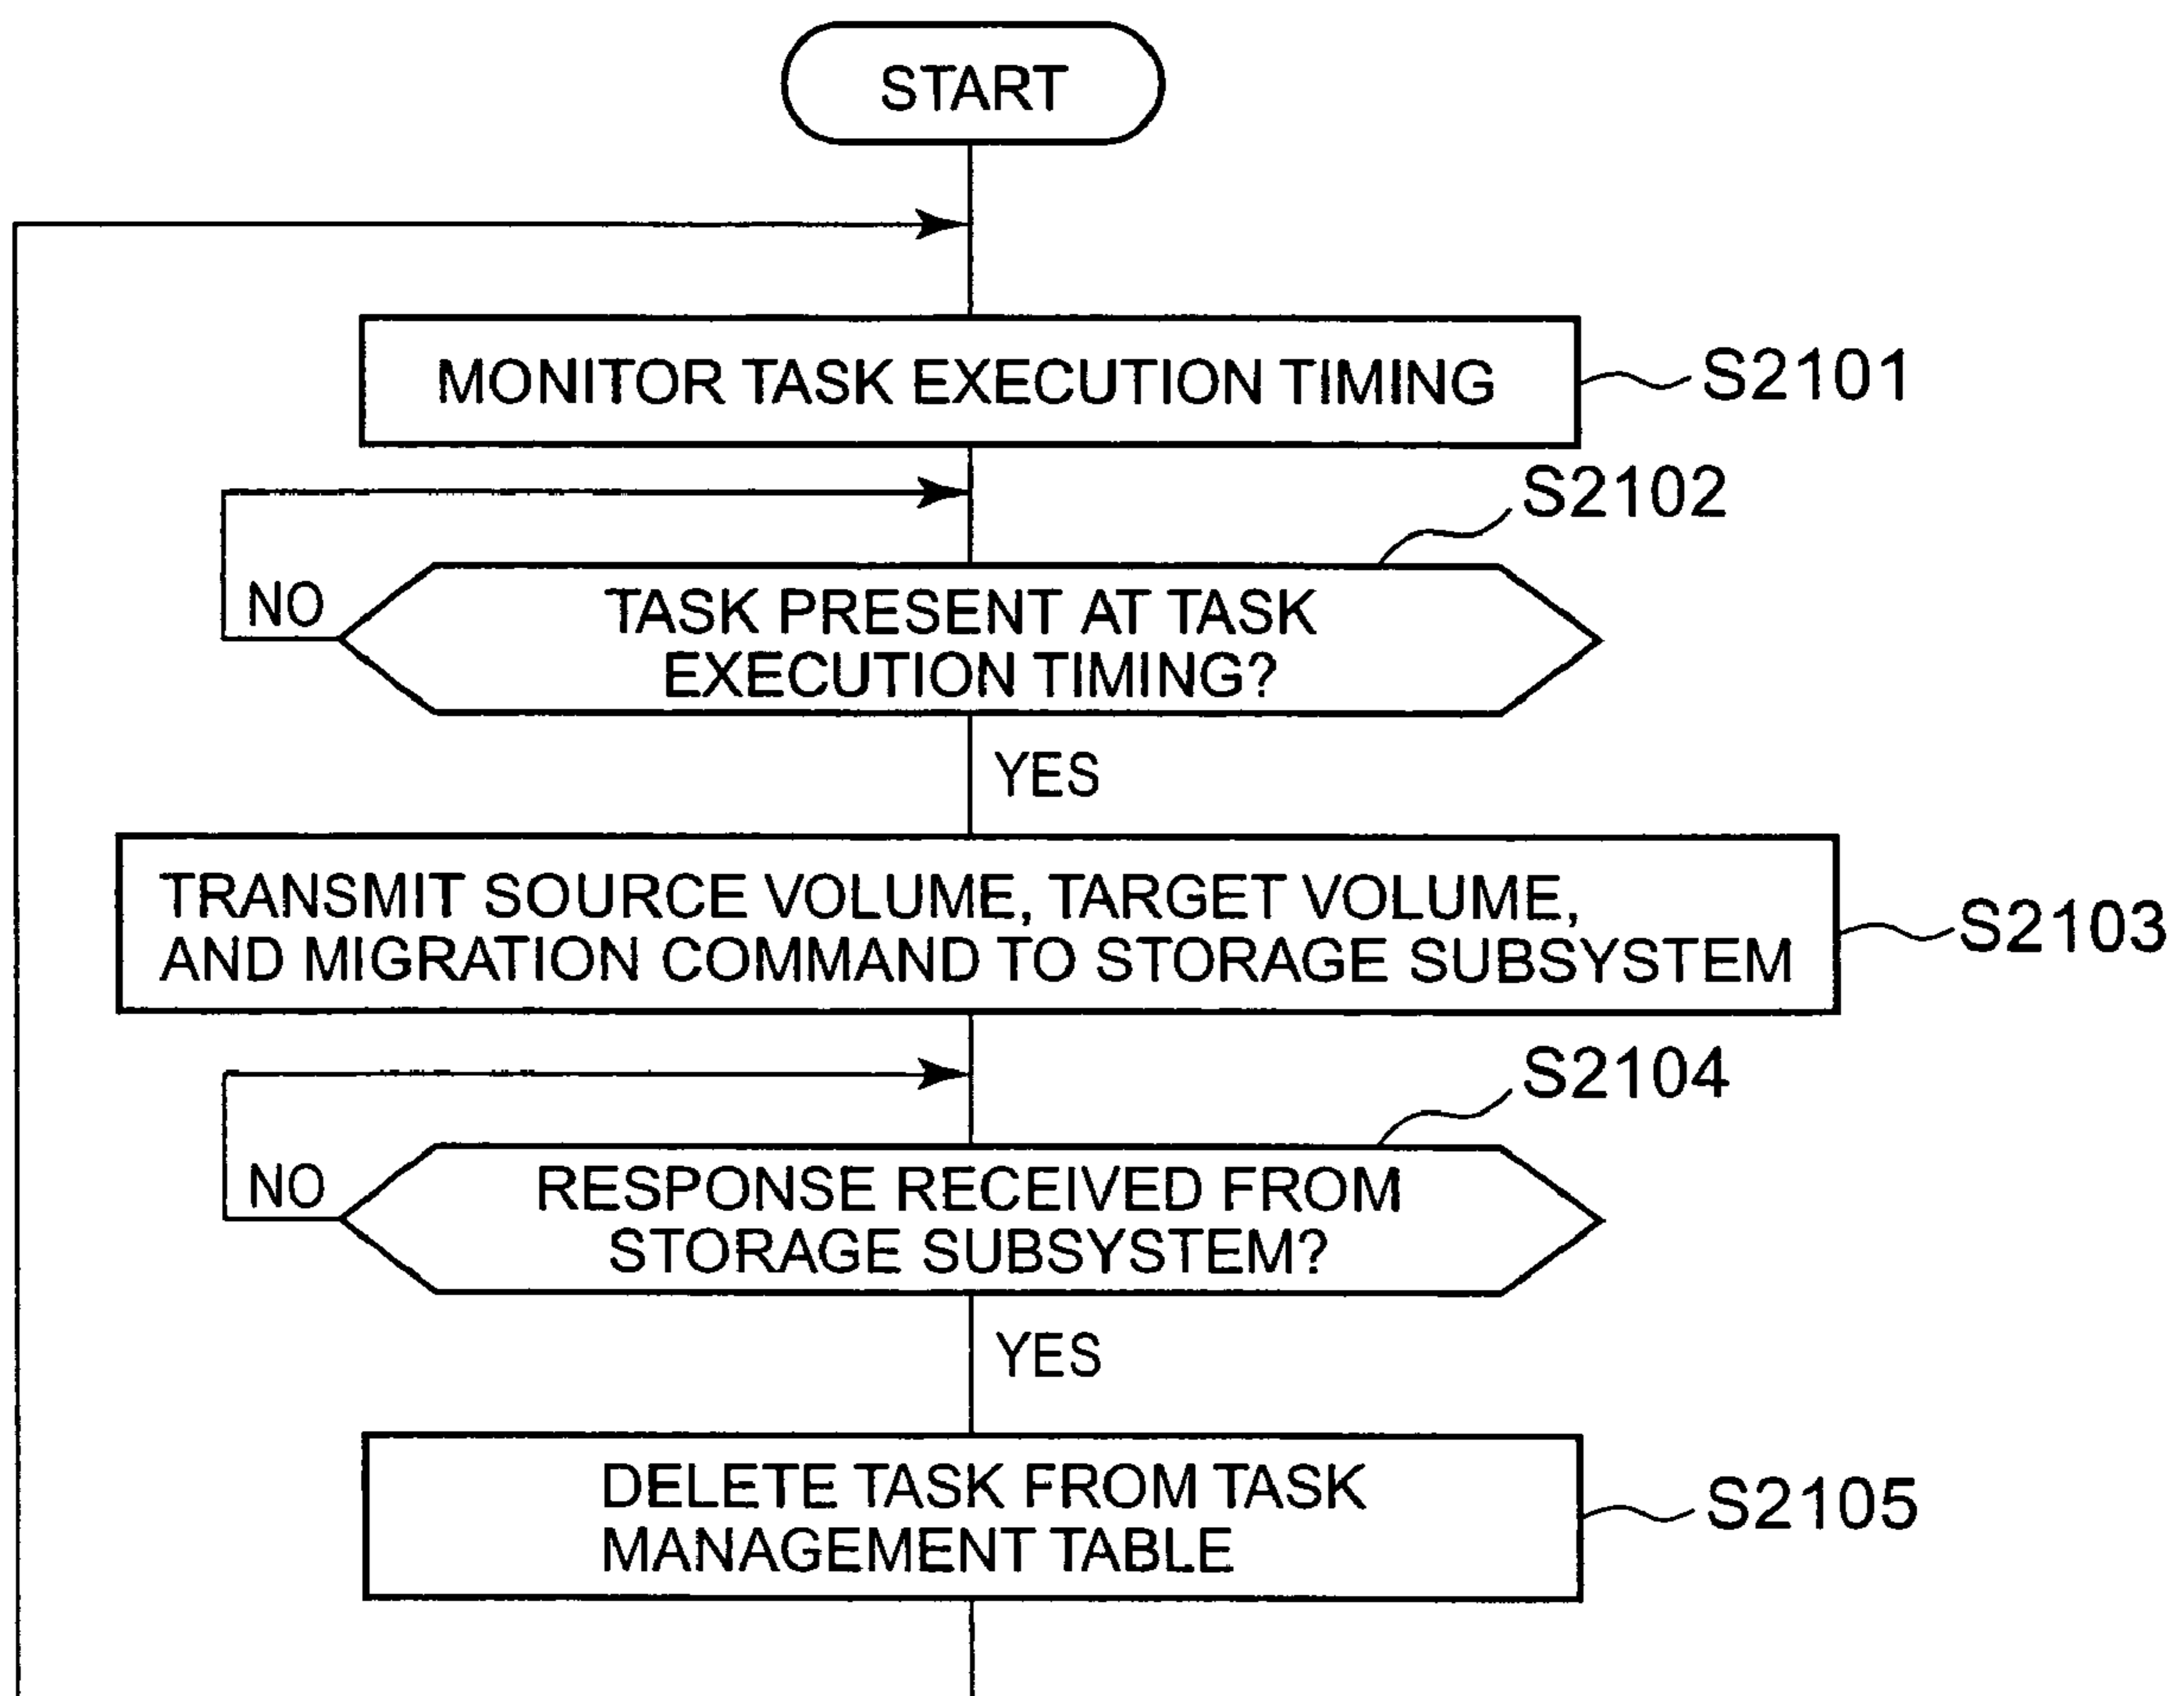 START
MONITOR TASK EXECUTION TIMING
S2101
S2102
NO
TASK PRESENT AT TASK
EXECUTION TIMING?
YES
TRANSMIT SOURCE VOLUME, TARGET VOLUME,
AND MIGRATION COMMAND TO STORAGE SUBSYSTEM
S2103
S2104
NO
RESPONSE RECEIVED FROM
STORAGE SUBSYSTEM?
YES
DELETE TASK FROM TASK
MANAGEMENT TABLE
S2105